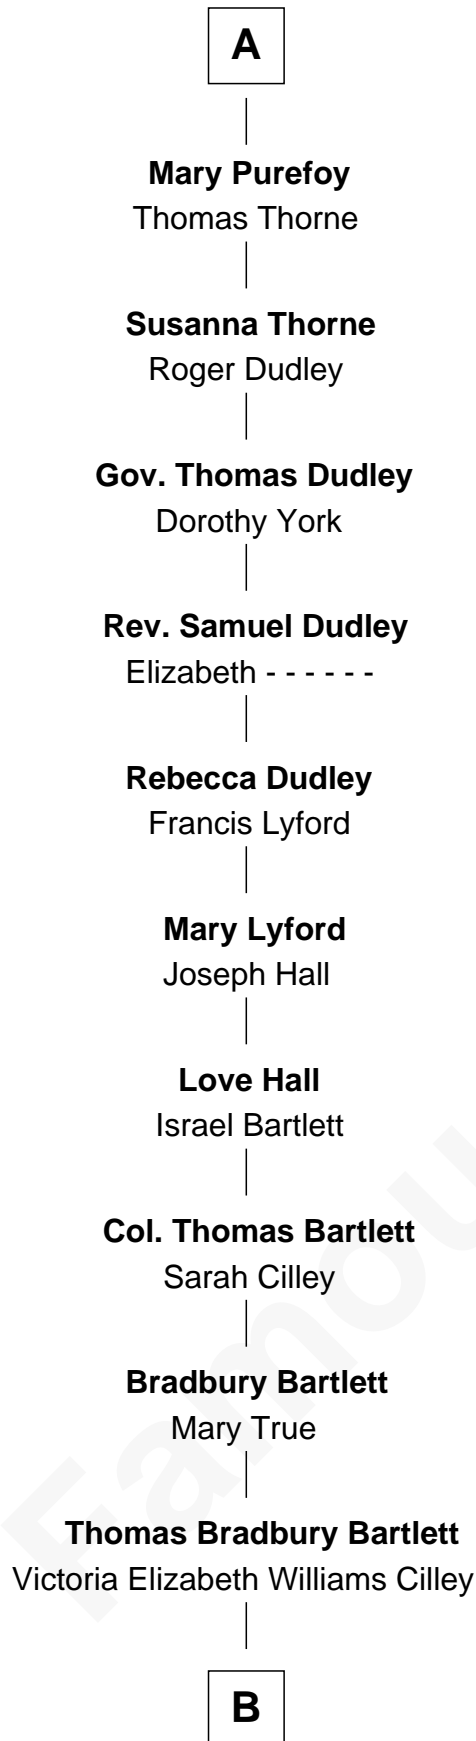 A
Mary Purefoy
Thomas Thorne
Susanna Thorne
Roger Dudley
Gov. Thomas Dudley
Dorothy York
Rev. Samuel Dudley
Elizabeth - - - - - -
Rebecca Dudley
Francis Lyford
Mary Lyford
Joseph Hall
Love Hall
Israel Bartlett
Col. Thomas Bartlett
Sarah Cilley
Bradbury Bartlett
Mary True
Thomas Bradbury Bartlett
Victoria Elizabeth Williams Cilley
B
Famou